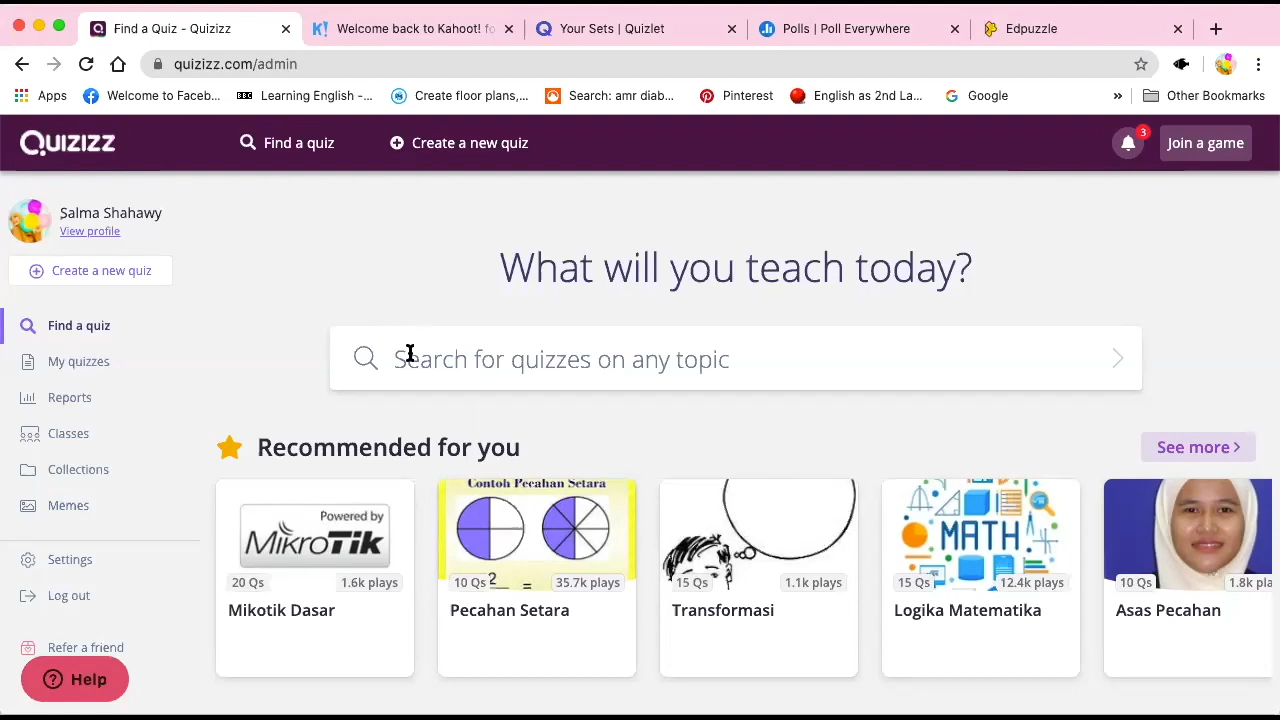 Find a Quiz - Quizizz
Welcome back to Kahoot! fo
Your Sets | Quizlet
Polls | Poll Everywhere
Edpuzzle
quizizz.com/admin
Apps
Welcome to Faceb...
Learning English -...
Create floor plans,...
Search: amr diab...
Pinterest
English as 2nd La...
Google
»
Other Bookmarks
QUIZIZZ
Find a quiz
Create a new quiz
3
Join a game
Salma Shahawy
View profile
Create a new quiz
Find a quiz
My quizzes
Reports
Classes
Collections
Memes
Settings
Log out
Refer a friend
Help
What will you teach today?
Search for quizzes on any topic
Recommended for you
See more >
Powered by
MikroTik
20 Qs
1.6k plays
Mikotik Dasar
Contoh Pecahan Setara
2
=
10 Qs
35.7k plays
Pecahan Setara
15 Qs
1.1k plays
Transformasi
MATH
15 Qs
12.4k plays
Logika Matematika
10 Qs
1.8k pla
Asas Pecahan